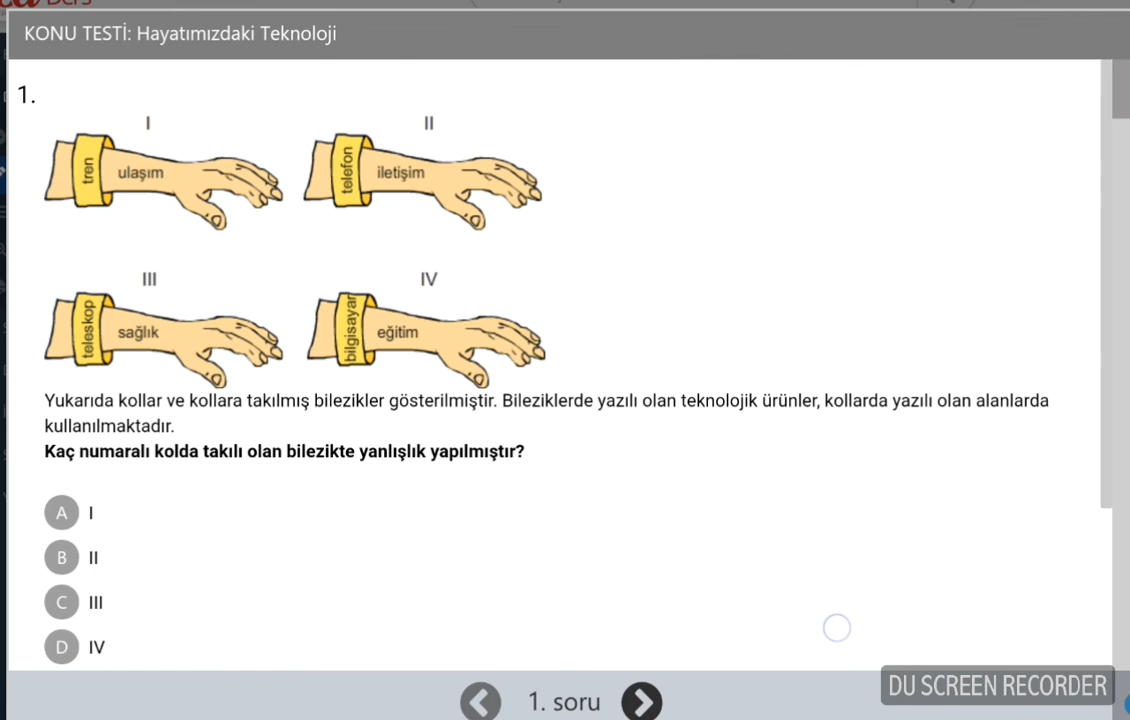 Ders
KONU TESTİ: Hayatımızdaki Teknoloji
1.
I
II
tren
ulaşım
telefon
iletişim
III
IV
teleskop
sağlık
bilgisayar
eğitim
Yukarıda kollar ve kollara takılmış bilezikler gösterilmiştir. Bileziklerde yazılı olan teknolojik ürünler, kollarda yazılı olan alanlarda
kullanılmaktadır.
Kaç numaralı kolda takılı olan bilezikte yanlışlık yapılmıştır?
A I
B II
C III
D IV
1. soru
DU SCREEN RECORDER